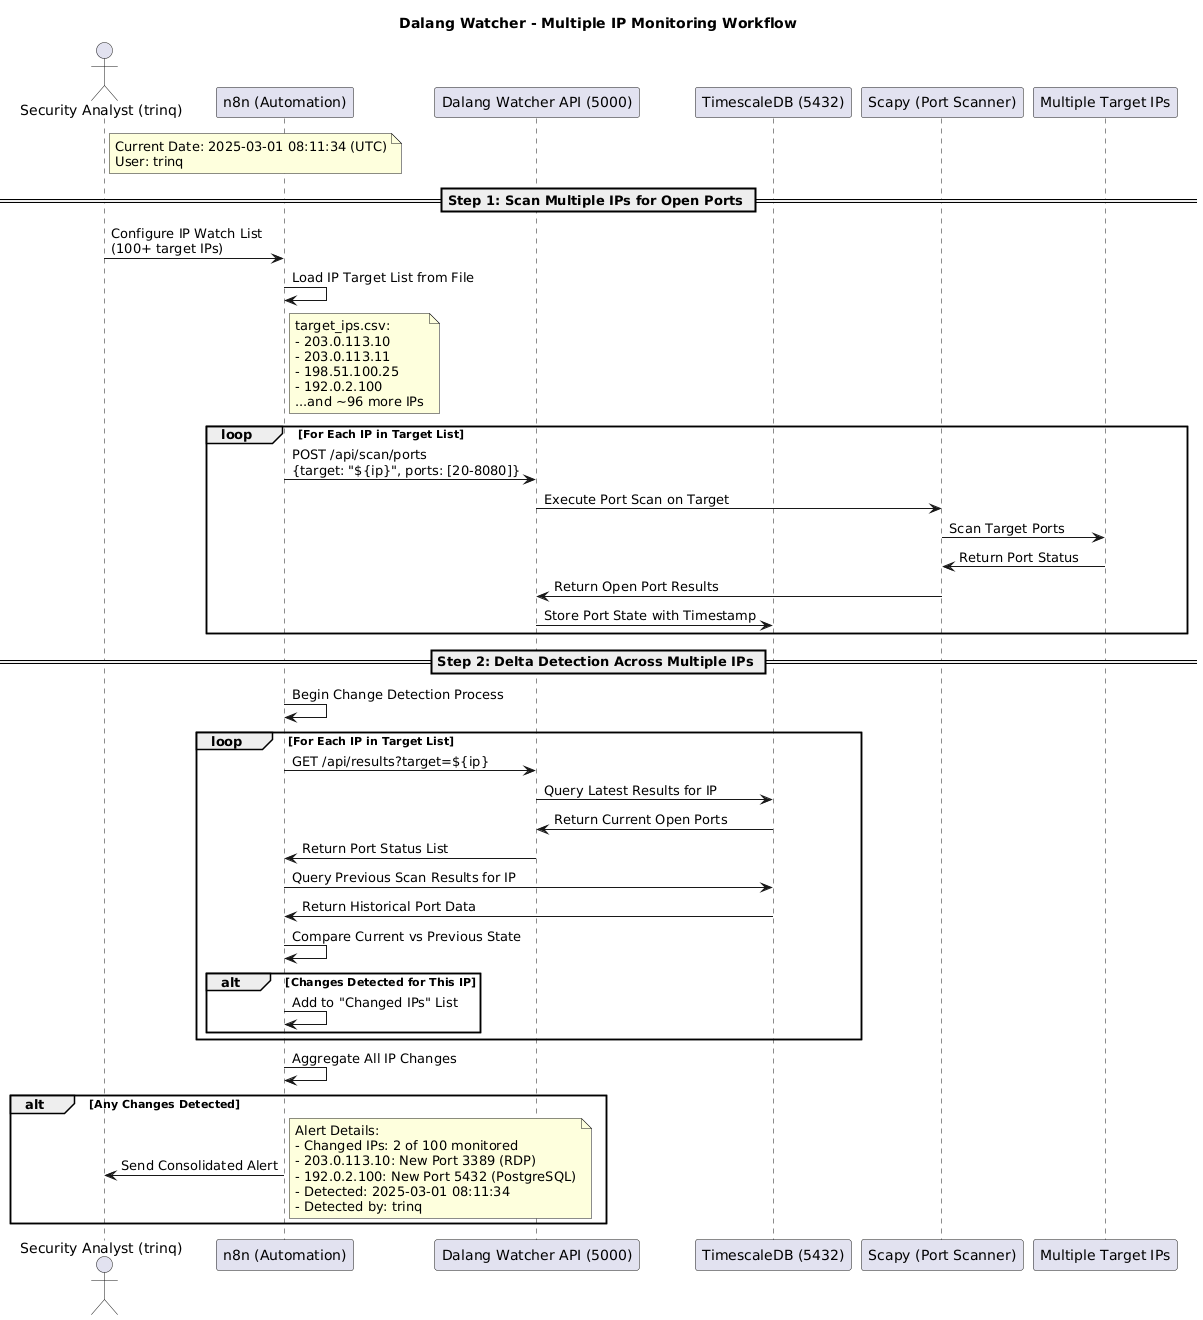 Dalang Watcher - Multiple IP Monitoring Workflow
Security Analyst (trinq)
n8n (Automation)
Dalang Watcher API (5000)
TimescaleDB (5432)
Scapy (Port Scanner)
Multiple Target IPs
Current Date: 2025-03-01 08:11:34 (UTC)
User: trinq
Step 1: Scan Multiple IPs for Open Ports
Configure IP Watch List
(100+ target IPs)
Load IP Target List from File
target_ips.csv:
- 203.0.113.10
- 203.0.113.11
- 198.51.100.25
- 192.0.2.100
...and ~96 more IPs
loop
[For Each IP in Target List]
POST /api/scan/ports
{target: "${ip}", ports: [20-8080]}
Execute Port Scan on Target
Scan Target Ports
Return Port Status
Return Open Port Results
Store Port State with Timestamp
Step 2: Delta Detection Across Multiple IPs
Begin Change Detection Process
loop
[For Each IP in Target List]
GET /api/results?target=${ip}
Query Latest Results for IP
Return Current Open Ports
Return Port Status List
Query Previous Scan Results for IP
Return Historical Port Data
Compare Current vs Previous State
alt
[Changes Detected for This IP]
Add to "Changed IPs" List
Aggregate All IP Changes
alt
[Any Changes Detected]
Send Consolidated Alert
Alert Details:
- Changed IPs: 2 of 100 monitored
- 203.0.113.10: New Port 3389 (RDP)
- 192.0.2.100: New Port 5432 (PostgreSQL)
- Detected: 2025-03-01 08:11:34
- Detected by: trinq
Security Analyst (trinq)
n8n (Automation)
Dalang Watcher API (5000)
TimescaleDB (5432)
Scapy (Port Scanner)
Multiple Target IPs